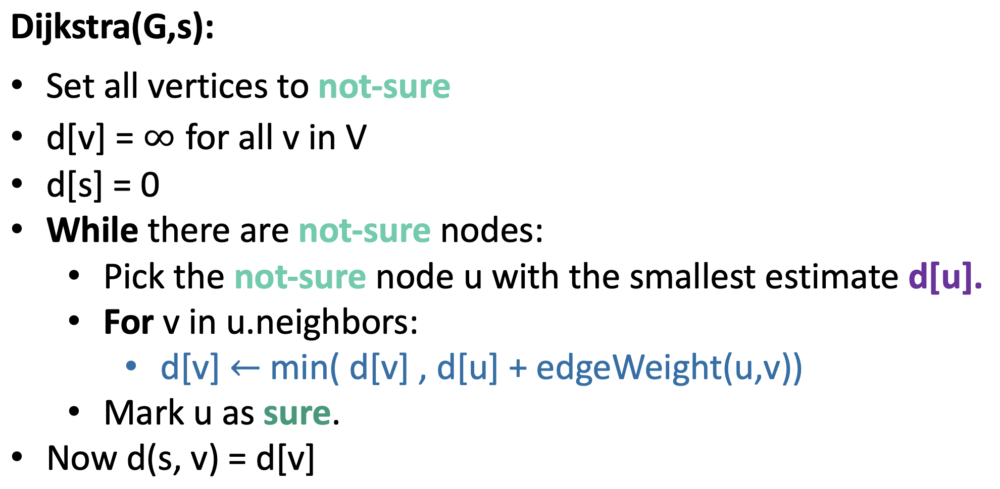 Dijkstra(G,s):
• Set all vertices to not-sure
• d[v] = ∞ for all v in V
• d[s] = 0
• While there are not-sure nodes:
• Pick the not-sure node u with the smallest estimate d[u].
• For v in u.neighbors:
• d[v] ← min( d[v] , d[u] + edgeWeight(u,v))
• Mark u as sure.
• Now d(s, v) = d[v]